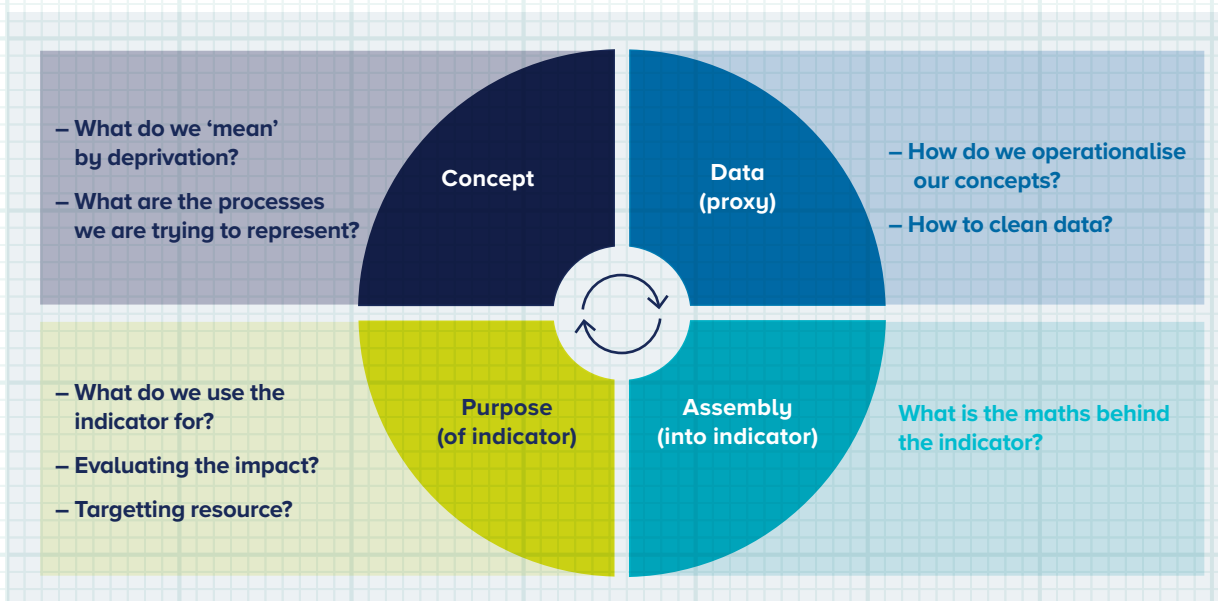 – What do we ‘mean’
by deprivation?
– What are the processes
we are trying to represent?
Concept
Data
(proxy)
– How do we operationalise
our concepts?
– How to clean data?
– What do we use the
indicator for?
– Evaluating the impact?
– Targetting resource?
Purpose
(of indicator)
Assembly
(into indicator)
What is the maths behind
the indicator?